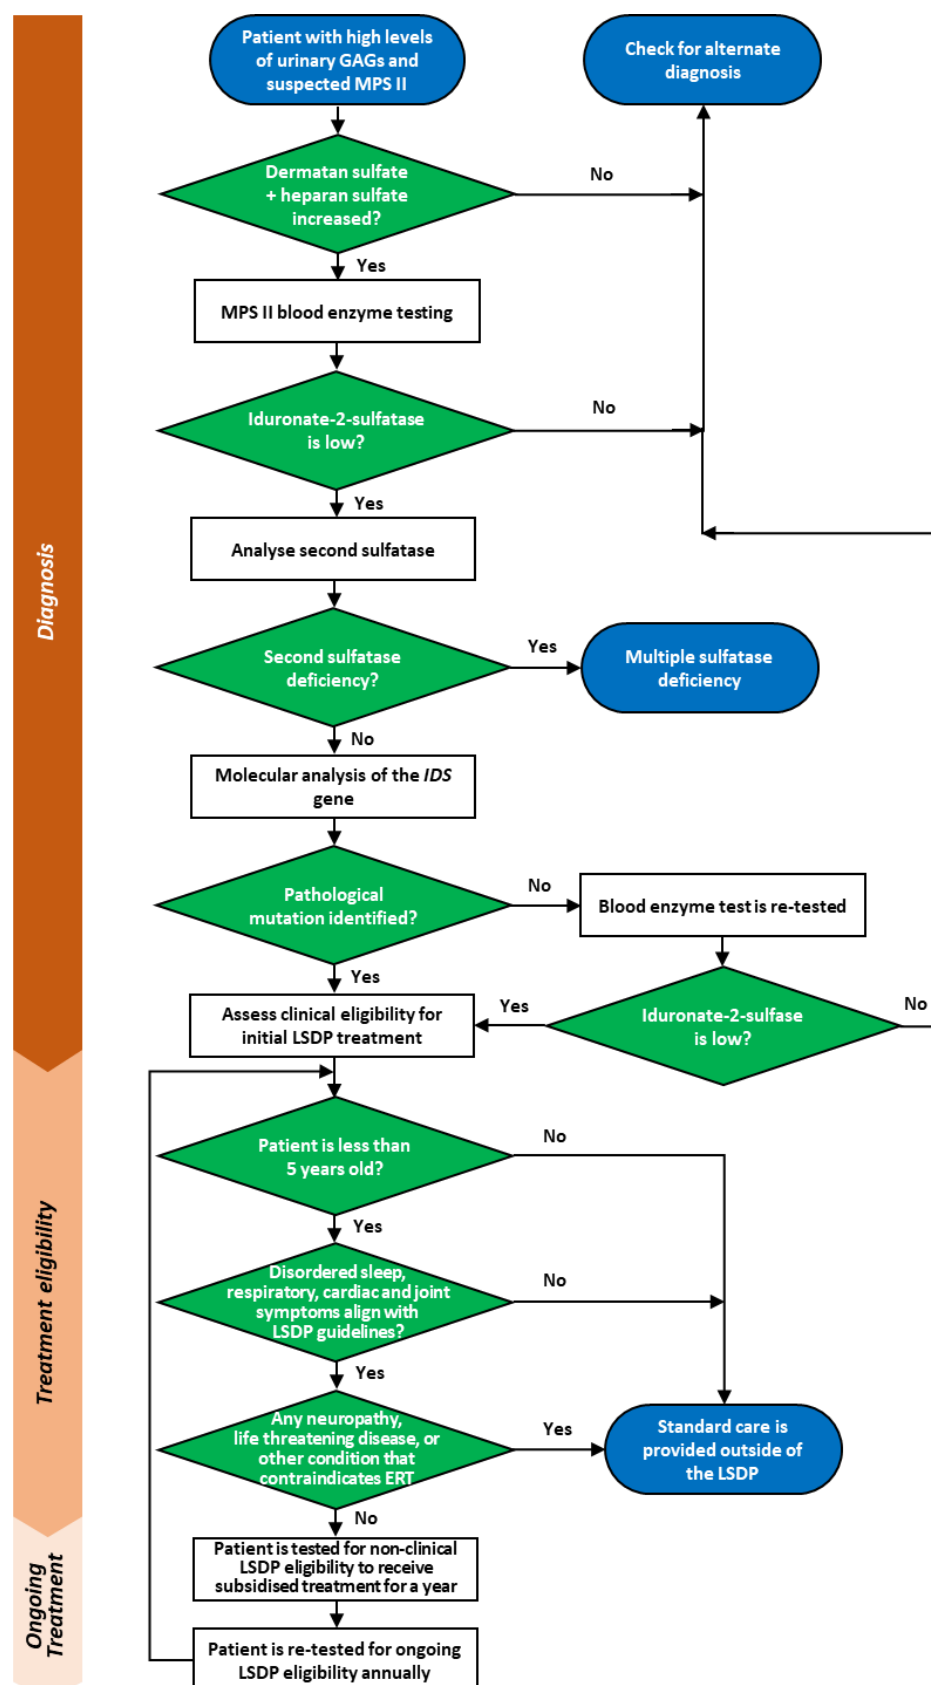 Patient with high levels
of urinary GAGs and
suspected MPS II
Check for alternate
diagnosis
Dermatan sulfate
+ heparan sulfate
increased?
No
Yes
MPS II blood enzyme testing
Iduronate-2-sulfatase
is low?
No
Yes
Analyse second sulfatase
Diagnosis
Second sulfatase
deficiency?
Yes
Multiple sulfatase
deficiency
No
Molecular analysis of the IDS
gene
Pathological
mutation identified?
No
Blood enzyme test is re-tested
Yes
Assess clinical eligibility for
initial LSDP treatment
Yes
Iduronate-2-sulfase
is low?
No
Patient is less than
5 years old?
No
Yes
Treatment eligibility
Disordered sleep,
respiratory, cardiac and joint
symptoms align with
LSDP guidelines?
No
Yes
Any neuropathy,
life threatening disease, or
other condition that
contraindicates ERT
Yes
Standard care is
provided outside of
the LSDP
No
Ongoing
Treatment
Patient is tested for non-clinical
LSDP eligibility to receive
subsidised treatment for a year
Patient is re-tested for ongoing
LSDP eligibility annually